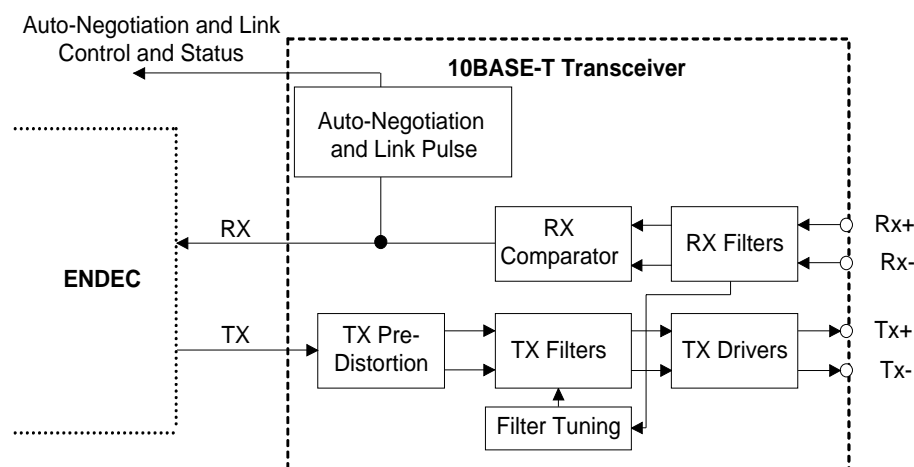 Auto-Negotiation and Link
Control and Status
10BASE-T Transceiver
Auto-Negotiation
and Link Pulse
RX
RX
Comparator
RX Filters
Rx+
Rx-
ENDEC
TX
TX Pre-
Distortion
TX Filters
TX Drivers
Tx+
Tx-
Filter Tuning